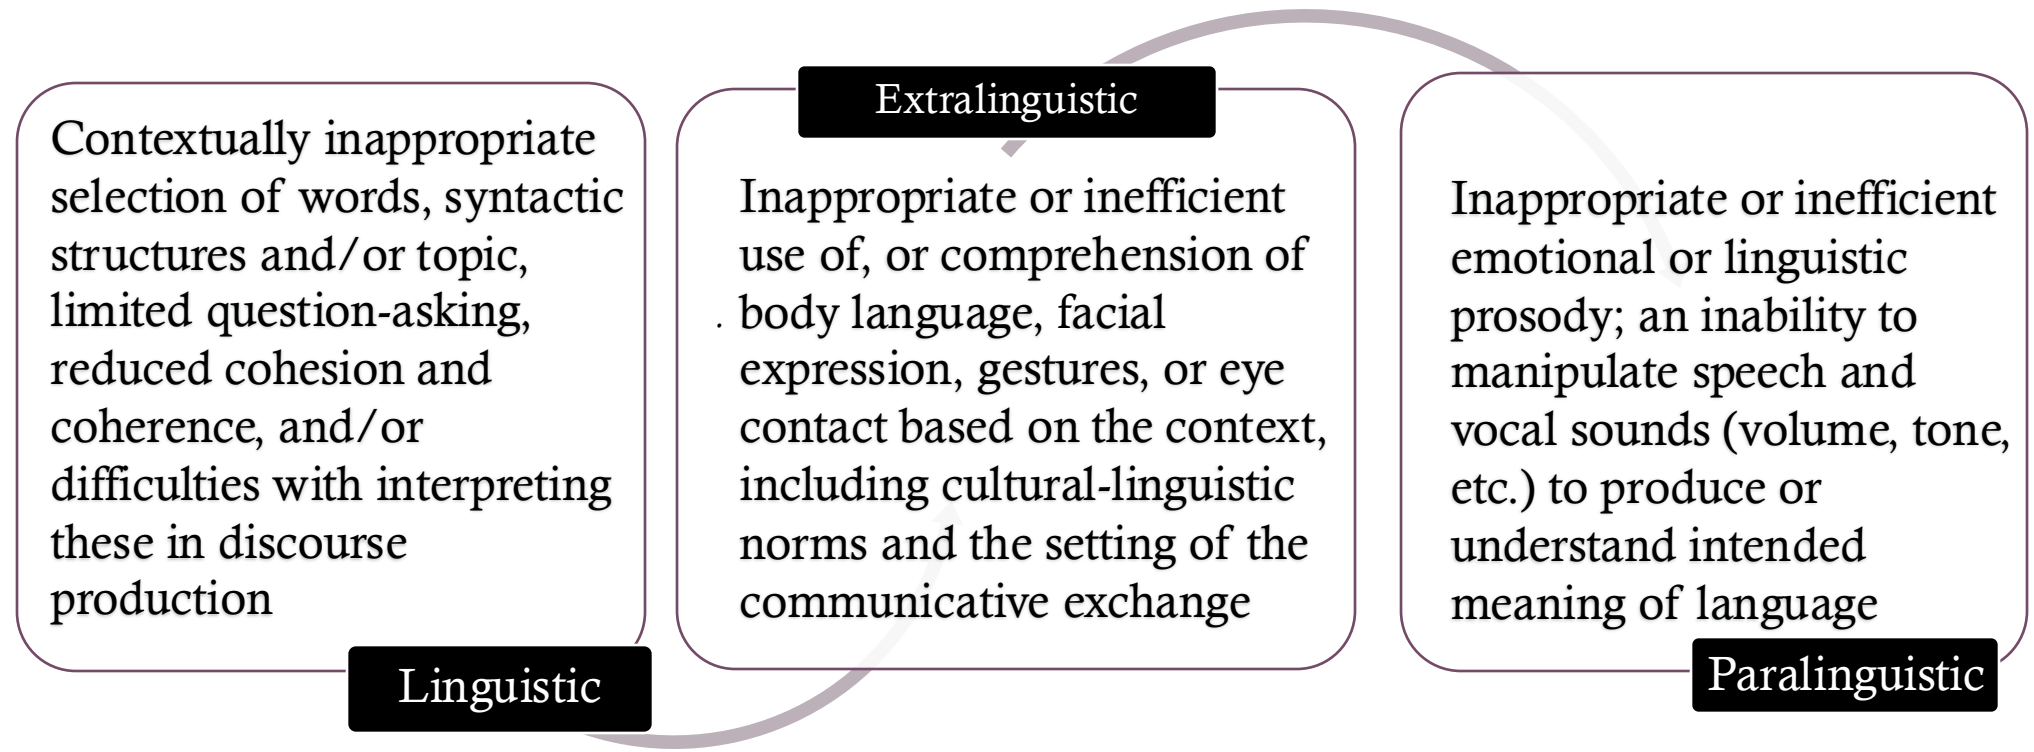 Contextually inappropriate
selection of words, syntactic
structures and/or topic,
limited question-asking,
reduced cohesion and
coherence, and/or
difficulties with interpreting
these in discourse
production
Linguistic
Extralinguistic
Inappropriate or inefficient
use of, or comprehension of
. body language, facial
expression, gestures, or eye
contact based on the context,
including cultural-linguistic
norms and the setting of the
communicative exchange
Inappropriate or inefficient
emotional or linguistic
prosody; an inability to
manipulate speech and
vocal sounds (volume, tone,
etc.) to produce or
understand intended
meaning of language
Paralinguistic